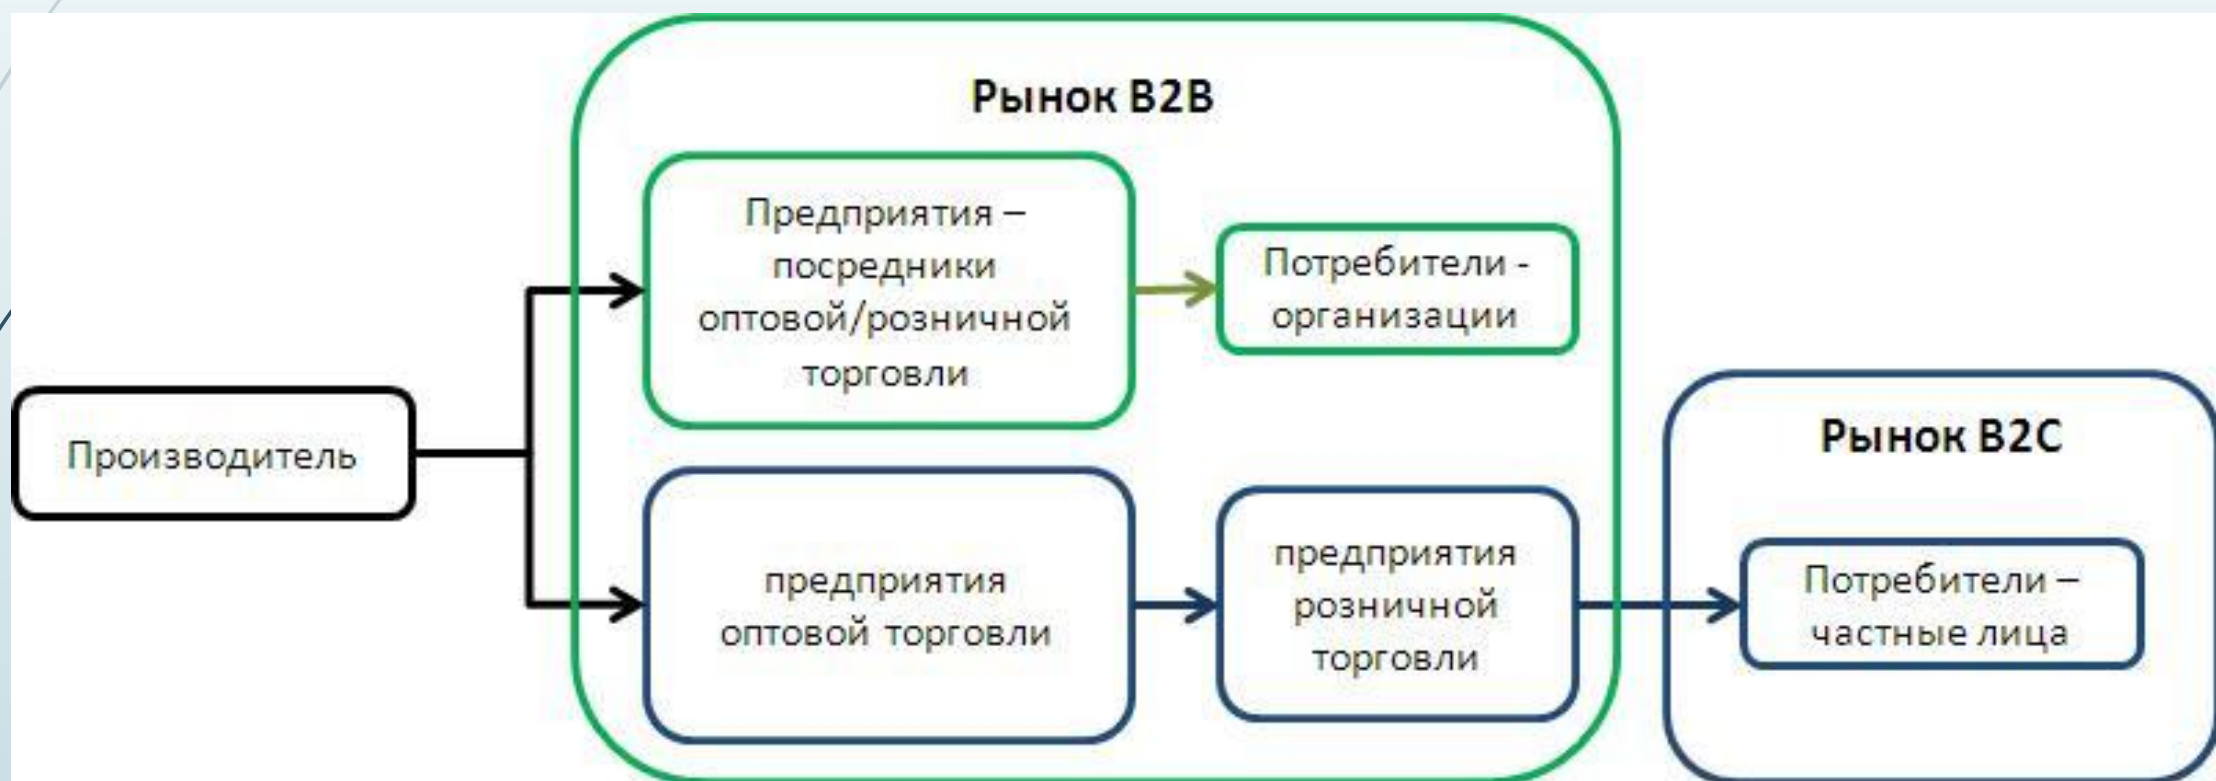 Рынок B2B
Предприятия –
посредники
оптовой/розничной
торговли
Потребители -
организации
Производитель
предприятия
оптовой торговли
предприятия
розничной
торговли
Рынок B2C
Потребители –
частные лица